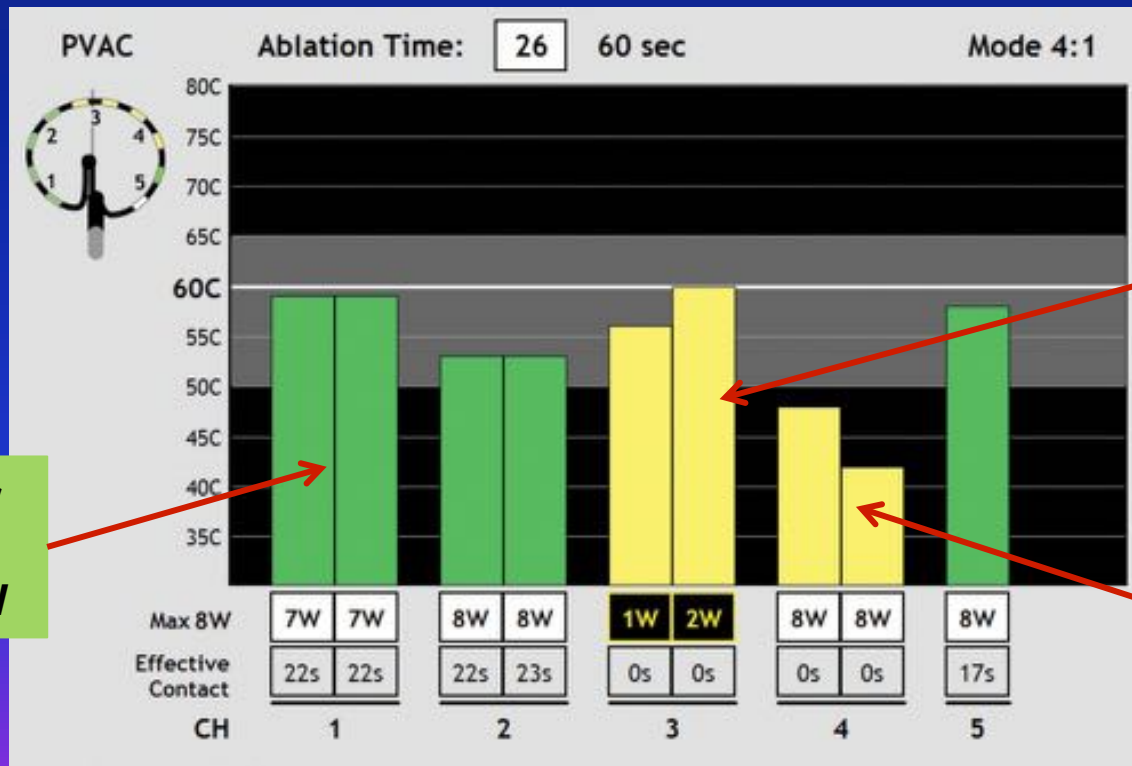 PVAC Ablation Time: 26 60 sec Mode 4:1
80C
75C
70C
65C
60C
55C
50C
45C
40C
35C
1 2 3 4 5
W
Max 8W 7W 7W 8W 8W 1W 2W 8W 8W 8W
Effective Contact 22s 22s 22s 23s 0s 0s 0s 0s 17s
CH 1 2 3 4 5